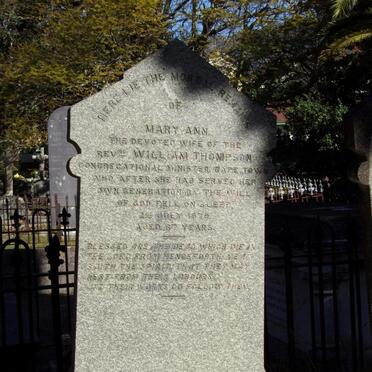 HERE LIE THE MORTAL REMAINS
OF
MARY ANN
THE DEVOTED WIFE OF THE
REVD WILLIAM THOMPSON
CONGREGATIONAL MINISTER CAPE TOWN
WHO AFTER SHE HAD SERVED HER
OWN GENERATION BY THE WILL
OF GOD FELL ON SLEEP
JULY 1878
AGED 67 YEARS
BLESSED ARE THE DEAD WHICH DIE IN
THE LORD FROM HENCEFORTH YEA
SAITH THE SPIRIT THAT THEY MAY
REST FROM THEIR LABOURS
THEIR WORKS DO FOLLOW THEM